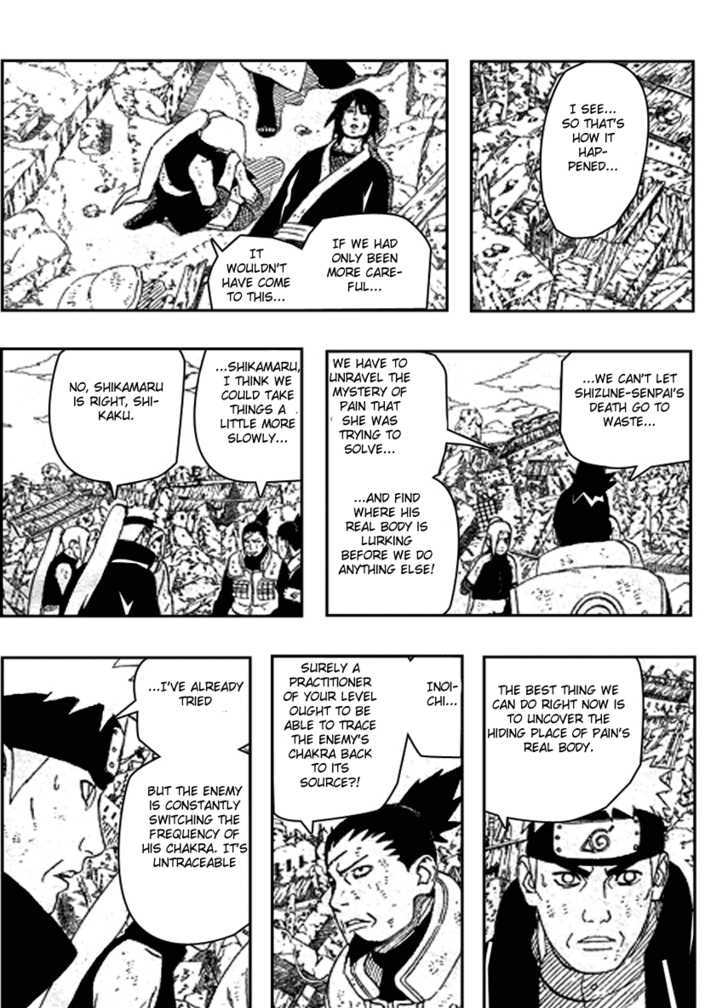 I SEE...
SO THAT'S
HOW IT
HAP-
PENED...
IF WE HAD
ONLY BEEN
MORE CARE-
FUL...
IT
WOULDN'T
HAVE
COME TO
THIS...
...WE CAN'T LET
SHIZUNE-SENPAI'S
DEATH GO TO
WASTE...
WE HAVE TO
UNRAVEL THE
MYSTERY OF
PAIN THAT
SHE WAS
TRYING TO
SOLVE...
...AND FIND
WHERE HIS
REAL BODY IS
LURKING
BEFORE WE DO
ANYTHING ELSE!
...SHIKAMARU,
I THINK WE
COULD TAKE
THINGS A
LITTLE MORE
SLOWLY...
NO, SHIKAMARU
IS RIGHT, SHI-
KAKU.
THE BEST THING WE
CAN DO RIGHT NOW IS
TO UNCOVER THE
HIDING PLACE OF PAIN'S
REAL BODY.
INOI-
CHI...
SURELY A
PRACTITIONER
OF YOUR LEVEL
OUGHT TO BE
ABLE TO TRACE
THE ENEMY'S
CHAKRA BACK
TO ITS
SOURCE?!
...I'VE ALREADY
TRIED
BUT THE ENEMY
IS CONSTANTLY
SWITCHING THE
FREQUENCY OF
HIS CHAKRA. IT'S
UNTRACEABLE